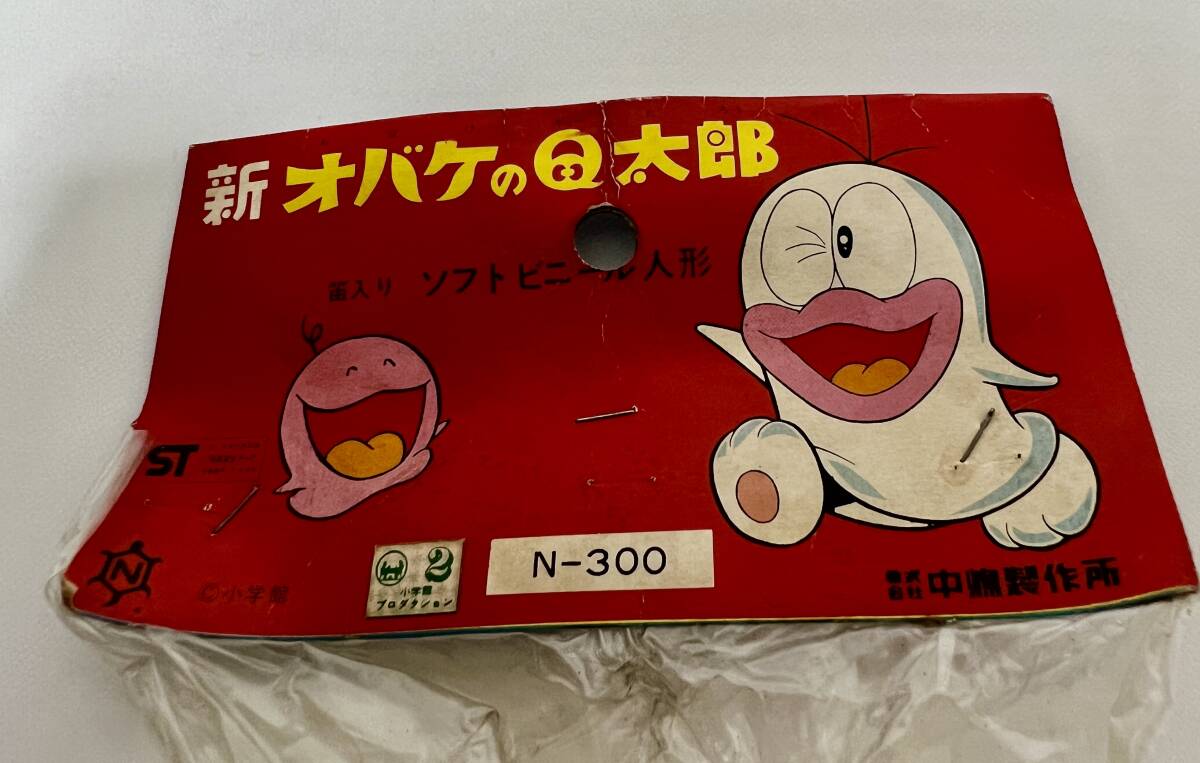 新 オバケのQ太郎
笛入り ソフトビニール人形
ST
N
©小学館
2
小学館
プロダクション
N-300
株式会社 中嶋製作所